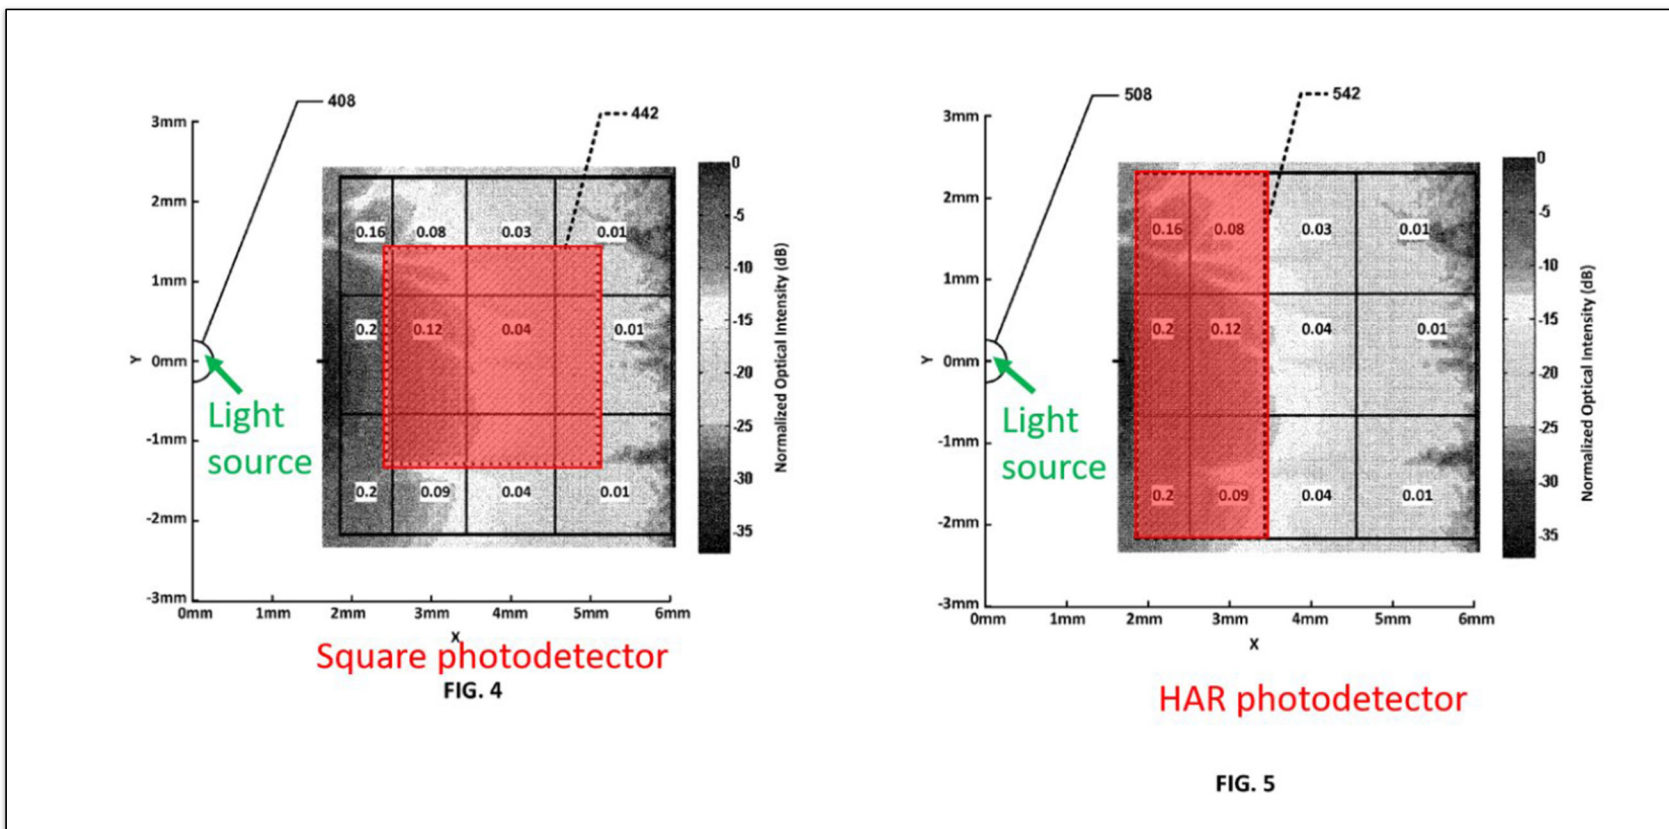 408
442
3mm
2mm
1mm
0mm
-1mm
-2mm
-3mm
Y
0.16 0.08 0.03 0.01
0.2 0.12 0.04 0.01
0.2 0.09 0.04 0.01
0
-5
-10
-15
-20
-25
-30
-35
Normalized Optical Intensity (dB)
Light
source
0mm 1mm 2mm 3mm 4mm 5mm 6mm
X
Square photodetector
FIG. 4
508
542
3mm
2mm
1mm
0mm
-1mm
-2mm
-3mm
Y
0.16 0.08 0.03 0.01
0.2 0.12 0.04 0.01
0.2 0.09 0.04 0.01
0
-5
-10
-15
-20
-25
-30
-35
Normalized Optical Intensity (dB)
Light
source
0mm 1mm 2mm 3mm 4mm 5mm 6mm
X
HAR photodetector
FIG. 5